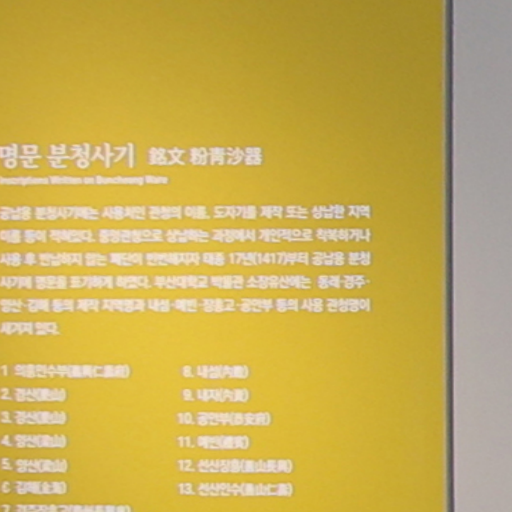 명문 분청사기 銘文 粉靑沙器
Inscriptions Written on Buncheong Ware
공납용 분청사기에는 사용처인 관청의 이름, 도자기를 제작 또는 상납한 지역
이름 등이 적혀있다. 중앙관청으로 상납하는 과정에서 개인적으로 착복하거나
사용 후 반납하지 않는 폐단이 빈번해지자 태종 17년(1417)부터 공납용 분청
사기에 명문을 표기하게 하였다. 부산대학교 박물관 소장유산에는 동래·경주·
양산·김해 등의 제작 지역명과 내섬·예빈·장흥고·공안부 등의 사용 관청명이
새겨져 있다.
1 의흥인수부
2. 경산
3. 경산
4. 양산(梁山)
5. 양산(梁山)
6 김해(金海)
7 경주장흥고
8. 내섬(內贍)
9. 내자(內資)
10. 공안부(恭安府)
11. 예빈(禮賓)
12. 선산장흥(善山長興)
13. 선산인수(善山仁壽)